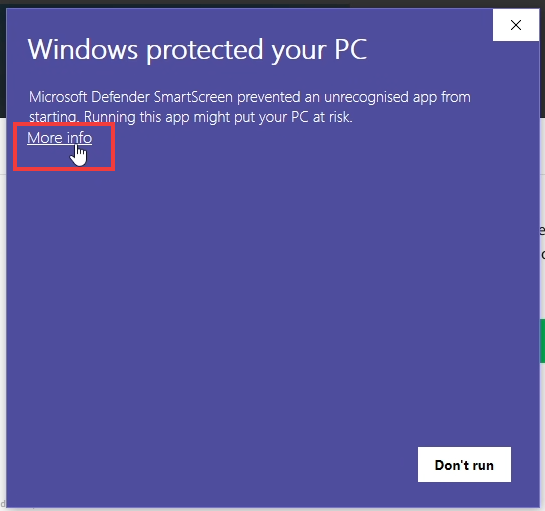 Windows protected your PC
Microsoft Defender SmartScreen prevented an unrecognised app from
starting. Running this app might put your PC at risk.
More info
Don't run